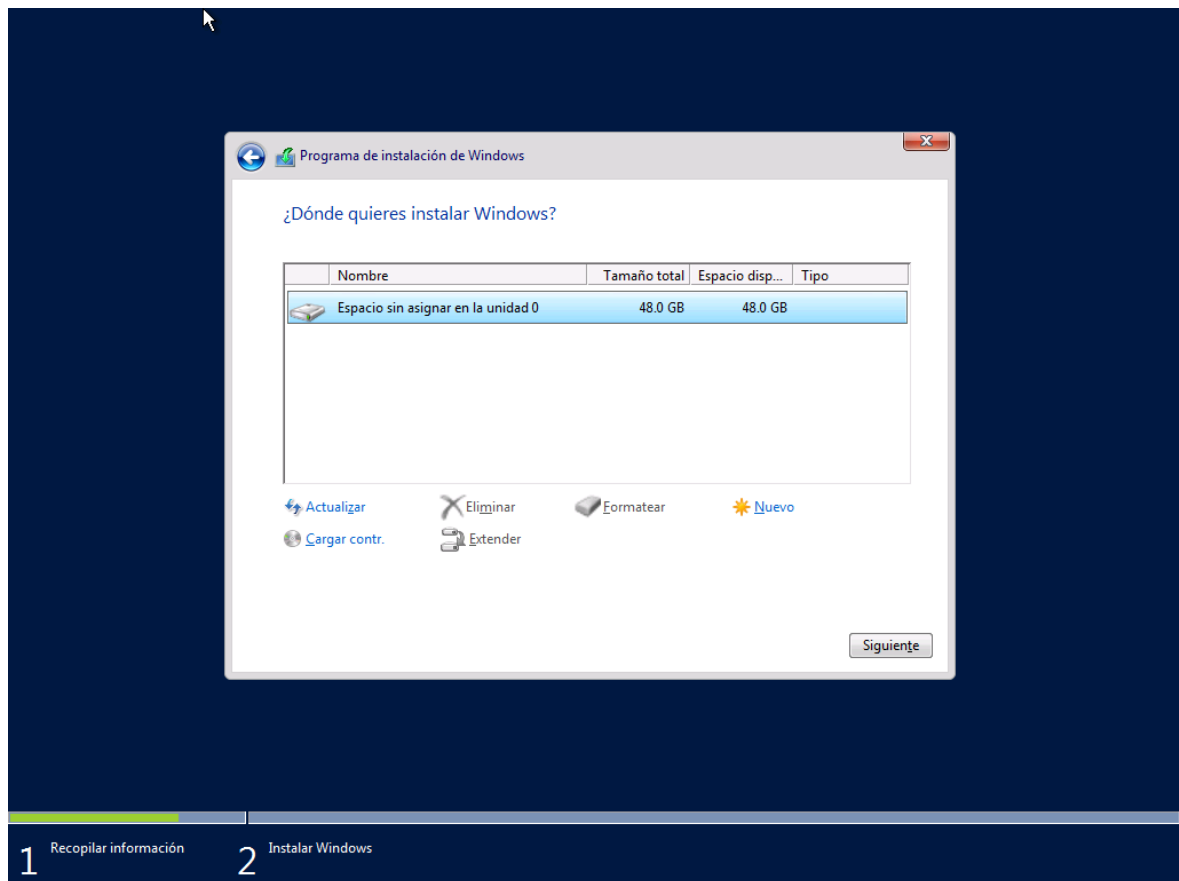 Programa de instalación de Windows
¿Dónde quieres instalar Windows?
Nombre Tamaño total Espacio disp... Tipo
Espacio sin asignar en la unidad 0 48.0 GB 48.0 GB
Actualizar Eliminar Formatear Nuevo
Cargar contr. Extender
Siguiente
1 Recopilar información 2 Instalar Windows